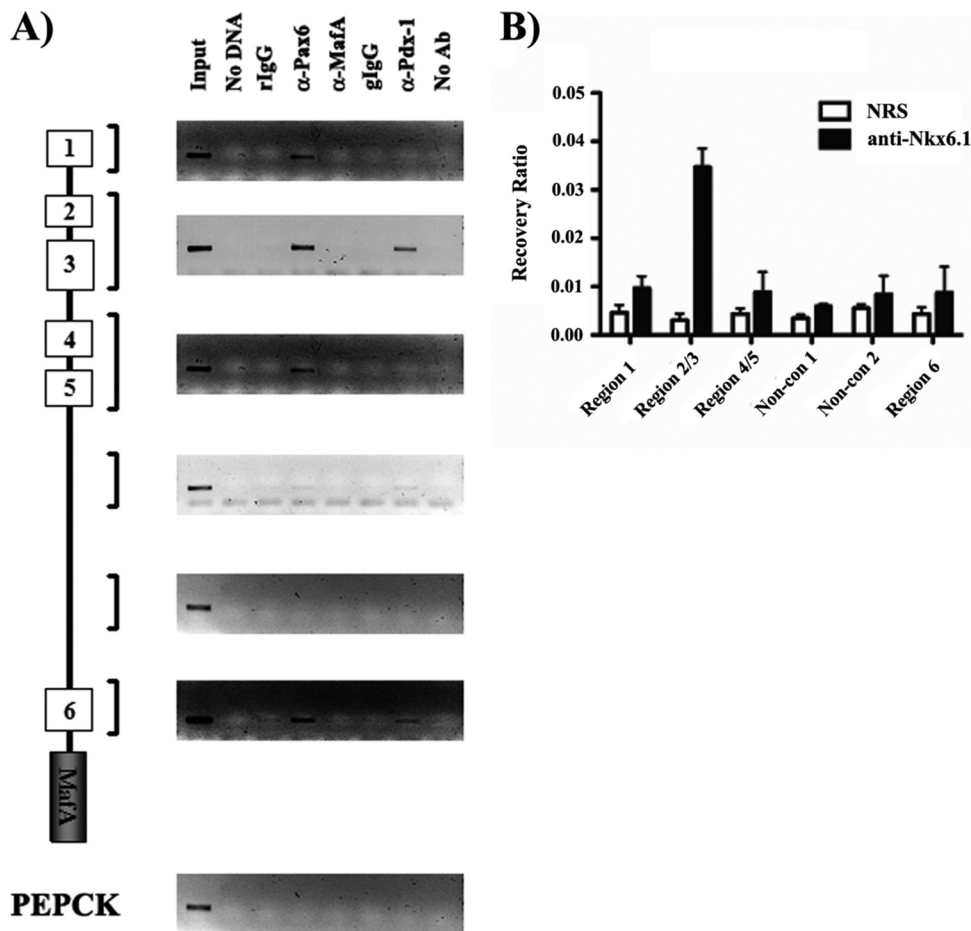 A)
Input
No DNA
rIgG
α-Pax6
α-MafA
gIgG
α-Pdx-1
No Ab
1
2
3
4
5
6
MafA
PEPCK
B)
NRS
anti-Nkx6.1
Recovery Ratio
0.05
0.04
0.03
0.02
0.01
0.00
Region 1
Region 2/3
Region 4/5
Non-con 1
Non-con 2
Region 6